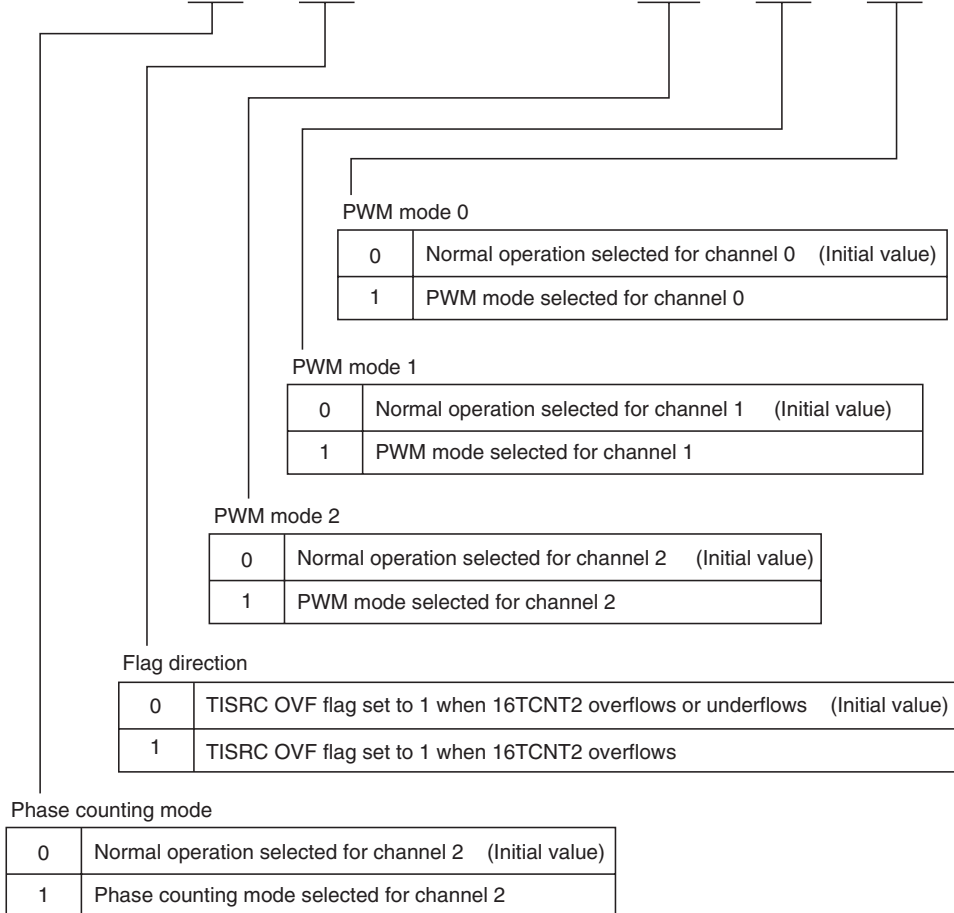 PWM mode 0
0 Normal operation selected for channel 0 (Initial value)
1 PWM mode selected for channel 0
PWM mode 1
0 Normal operation selected for channel 1 (Initial value)
1 PWM mode selected for channel 1
PWM mode 2
0 Normal operation selected for channel 2 (Initial value)
1 PWM mode selected for channel 2
Flag direction
0 TISRC OVF flag set to 1 when 16TCNT2 overflows or underflows (Initial value)
1 TISRC OVF flag set to 1 when 16TCNT2 overflows
Phase counting mode
0 Normal operation selected for channel 2 (Initial value)
1 Phase counting mode selected for channel 2